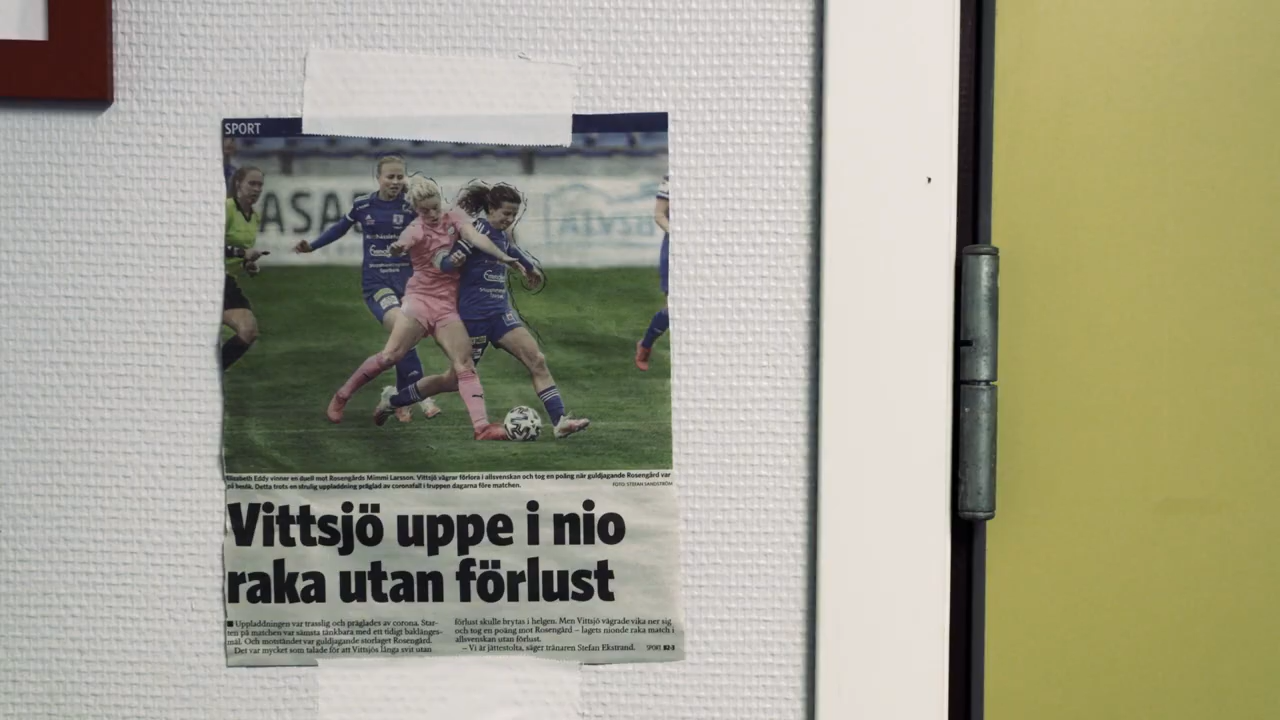 SPORT
ASA
Elisabeth Eddy vinner en duell mot Rosengårds Mimmi Larsson. Vittsjö vägrar förlora i allsvenskan och tog en poäng när guldjagande Rosengård var
på besök. Detta trots en strulig uppladdning präglad av coronafall i truppen dagarna före matchen.
FOTO: STEFAN SANDSTRÖM
Vittsjö uppe i nio
raka utan förlust
■ Uppladdningen var trasslig och präglades av corona. Star-
ten på matchen var sämsta tänkbara med ett tidigt baklänges-
mål. Och motståndet var guldjagande storlaget Rosengård.
Det var mycket som talade för att Vittsjös långa svit utan
förlust skulle brytas i helgen. Men Vittsjö vägrade vika ner sig
och tog en poäng mot Rosengård – lagets nionde raka match i
allsvenskan utan förlust.
– Vi är jättestolta, säger tränaren Stefan Ekstrand.
SPORT B2-3